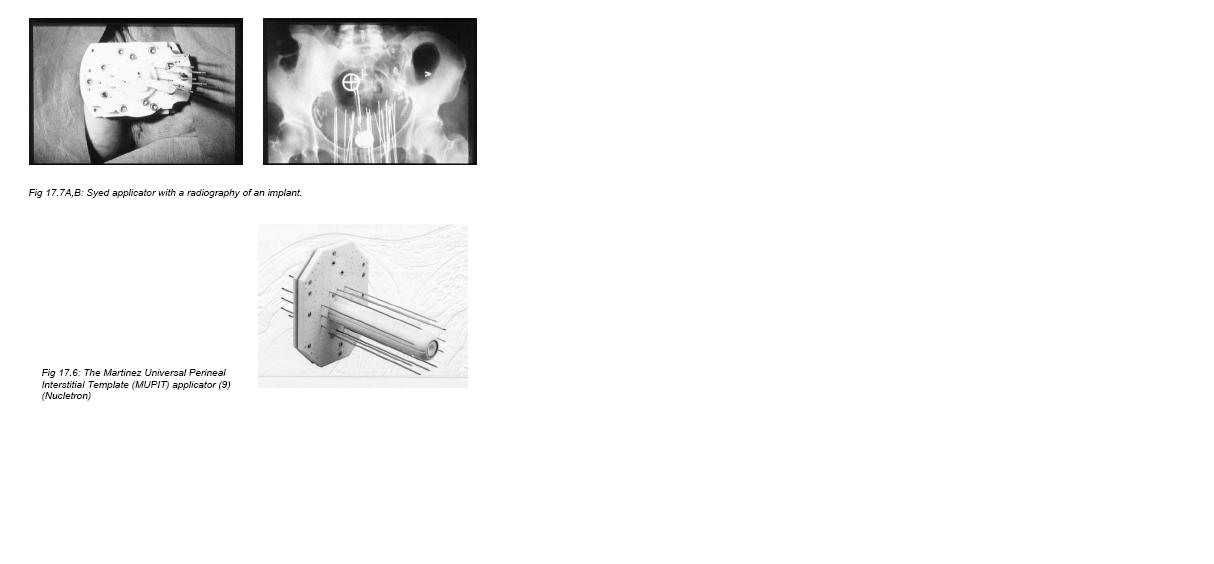 Fig 17.7A,B: Syed applicator with a radiography of an implant.
Fig 17.6: The Martinez Universal Perineal
Interstitial Template (MUPIT) applicator (9)
(Nucletron)